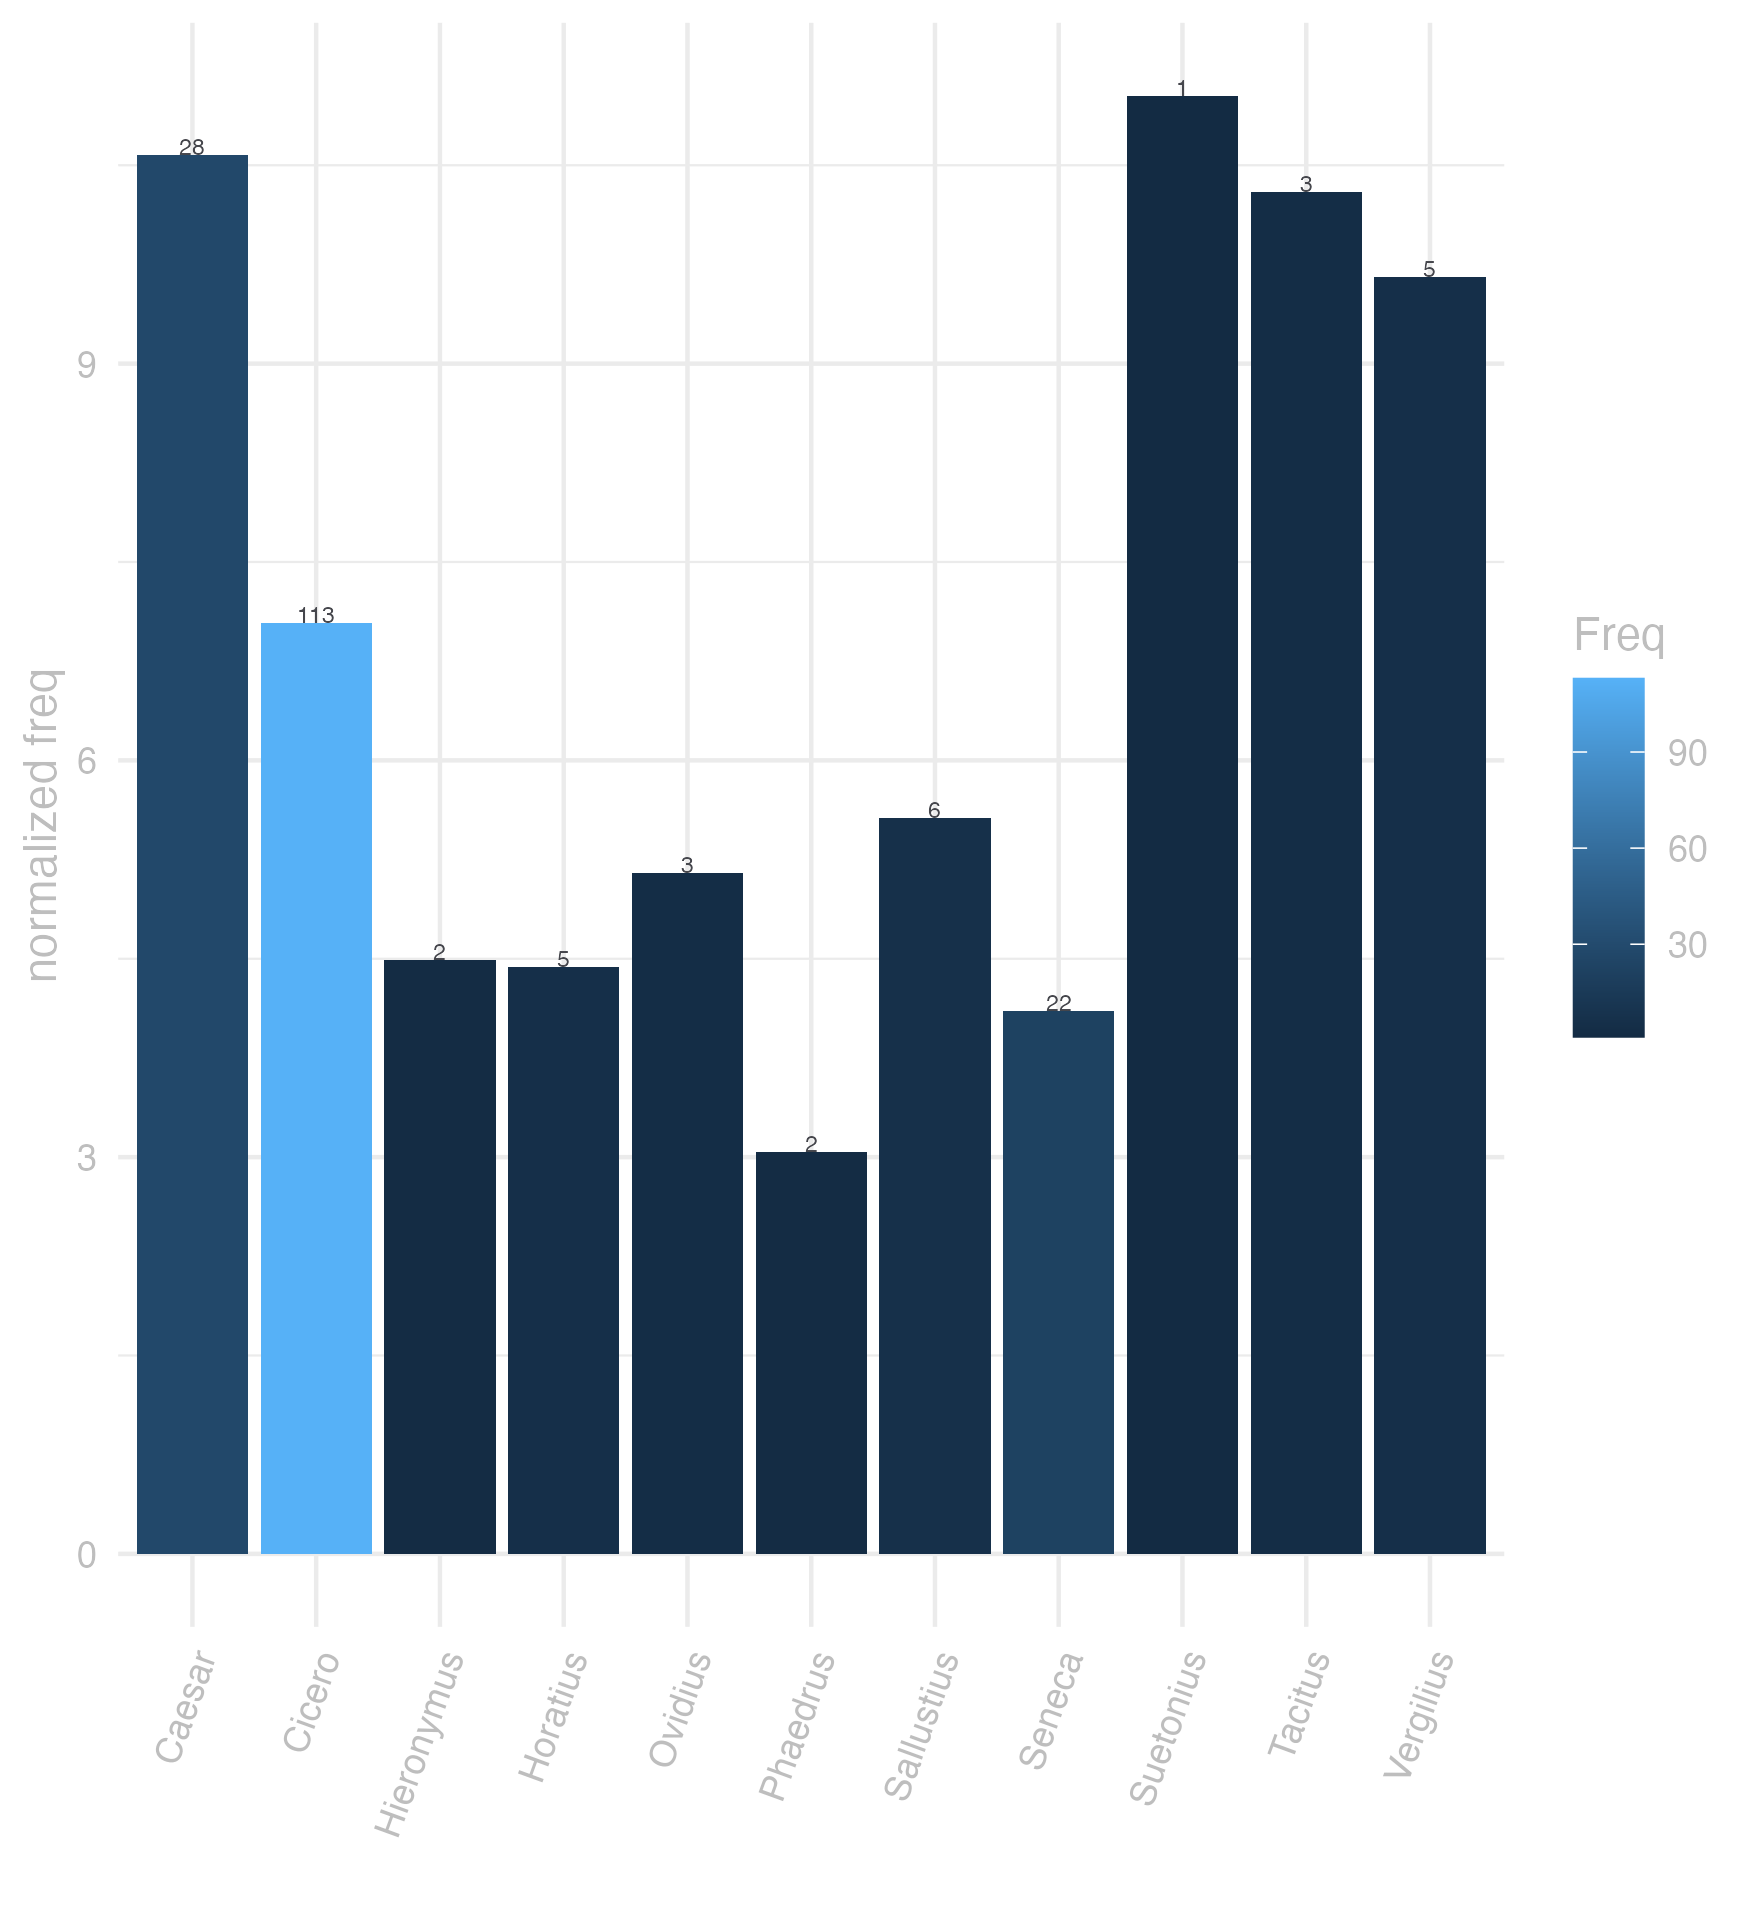 28
113
2
5
3
2
6
22
1
3
5
9
6
3
0
normalized freq
Caesar
Cicero
Hieronymus
Horatius
Ovidius
Phaedrus
Sallustius
Seneca
Suetonius
Tacitus
Vergilius
Freq
90
60
30